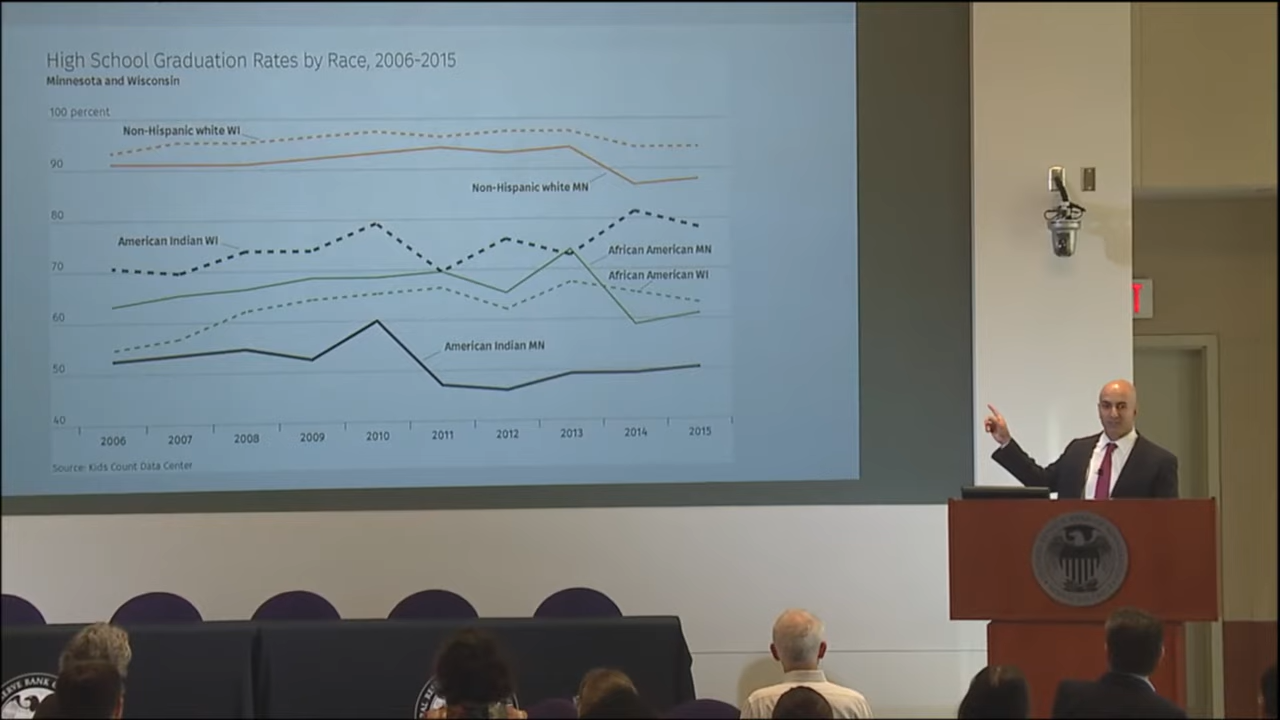 High School Graduation Rates by Race, 2006-2015
Minnesota and Wisconsin
100 percent
Non-Hispanic white WI
90
Non-Hispanic white MN
80
American Indian WI
African American MN
70
African American WI
60
American Indian MN
50
40
2006 2007 2008 2009 2010 2011 2012 2013 2014 2015
Source: Kids Count Data Center